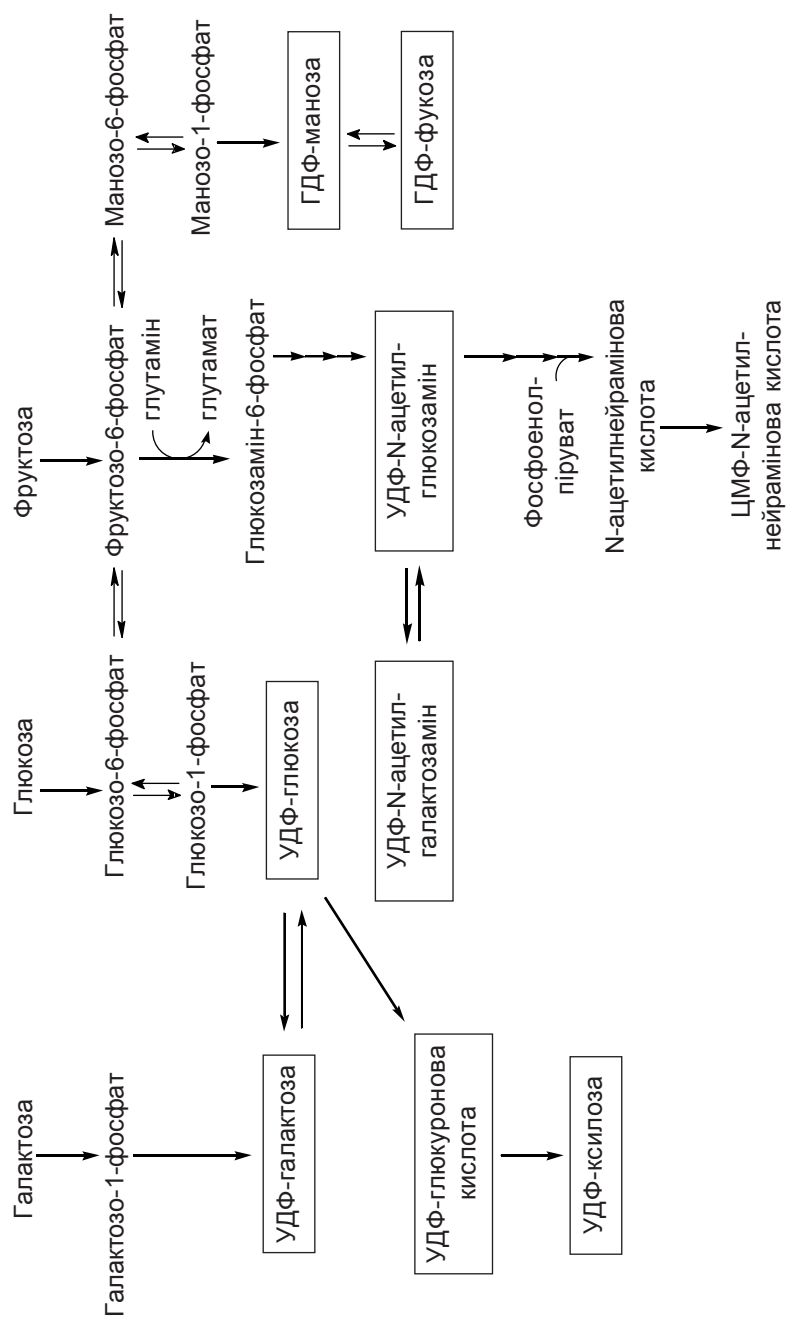 Галактоза
Галактозо-1-фосфат
УДФ-галактоза
УДФ-глюкуронова
кислота
УДФ-ксилоза
Глюкоза
Глюкозо-6-фосфат
Глюкозо-1-фосфат
УДФ-глюкоза
УДФ-N-ацетил-
галактозамін
Фруктоза
Фруктозо-6-фосфат
глутамін
глутамат
Глюкозамін-6-фосфат
УДФ-N-ацетил-
глюкозамін
Фосфоенол-
піруват
N-ацетилнейрамінова
кислота
ЦМФ-N-ацетил-
нейрамінова кислота
Манозо-6-фосфат
Манозо-1-фосфат
ГДФ-маноза
ГДФ-фукоза